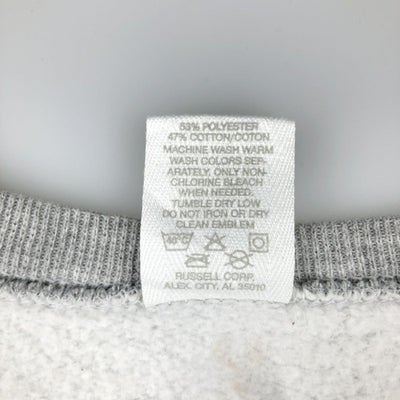 53% POLYESTER
47% COTTON/COTON
MACHINE WASH WARM
WASH COLORS SEP-
ARATELY, ONLY NON-
CHLORINE BLEACH
WHEN NEEDED.
TUMBLE DRY LOW
DO NOT IRON OR DRY
CLEAN EMBLEM
RUSSELL CORP.
ALEX. CITY, AL 35010